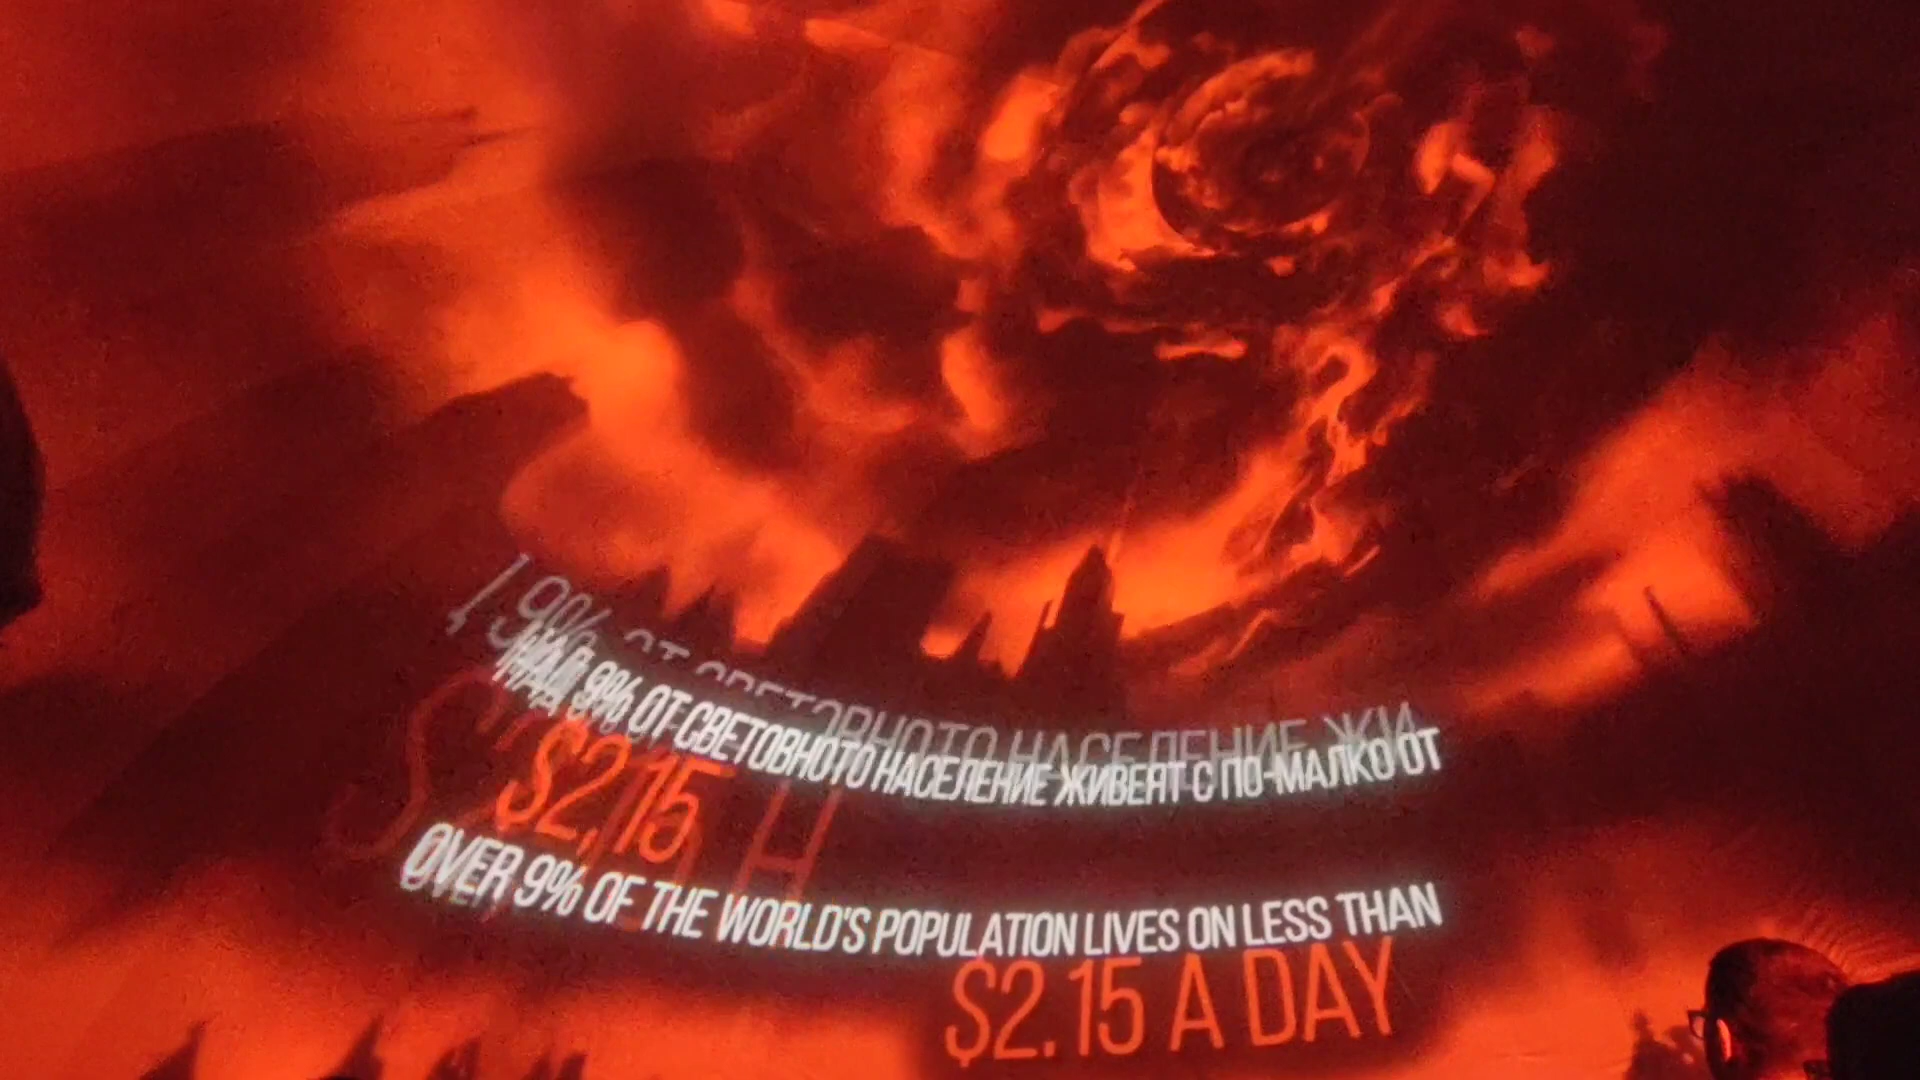 НАД 9% ОТ СВЕТОВНОТО НАСЕЛЕНИЕ ЖИВЕЯТ С ПО-МАЛКО ОТ
$2,15
OVER 9% OF THE WORLD'S POPULATION LIVES ON LESS THAN
$2.15 A DAY